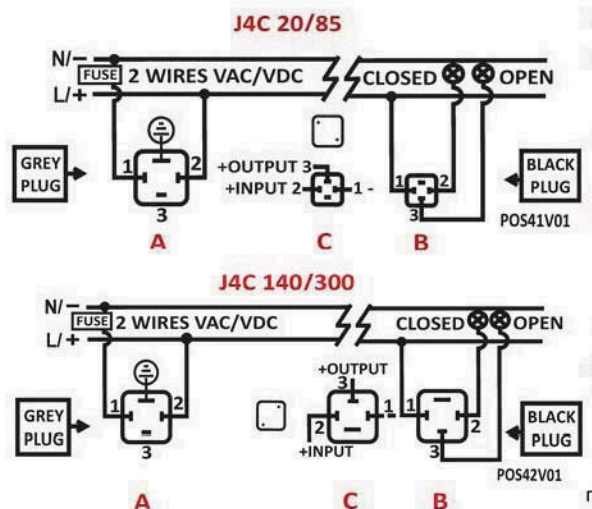 J4C 20/85
N/-
FUSE 2 WIRES VAC/VDC CLOSED OPEN
L/+
GREY PLUG 1 2 3
+OUTPUT 3
+INPUT 2 1 -
1 2 3
BLACK PLUG
POS41V01
A C B
J4C 140/300
N/-
FUSE 2 WIRES VAC/VDC CLOSED OPEN
L/+
GREY PLUG 1 2 3
+OUTPUT
3
2 1 -
+INPUT
1 2 3
BLACK PLUG
POS42V01
A C B